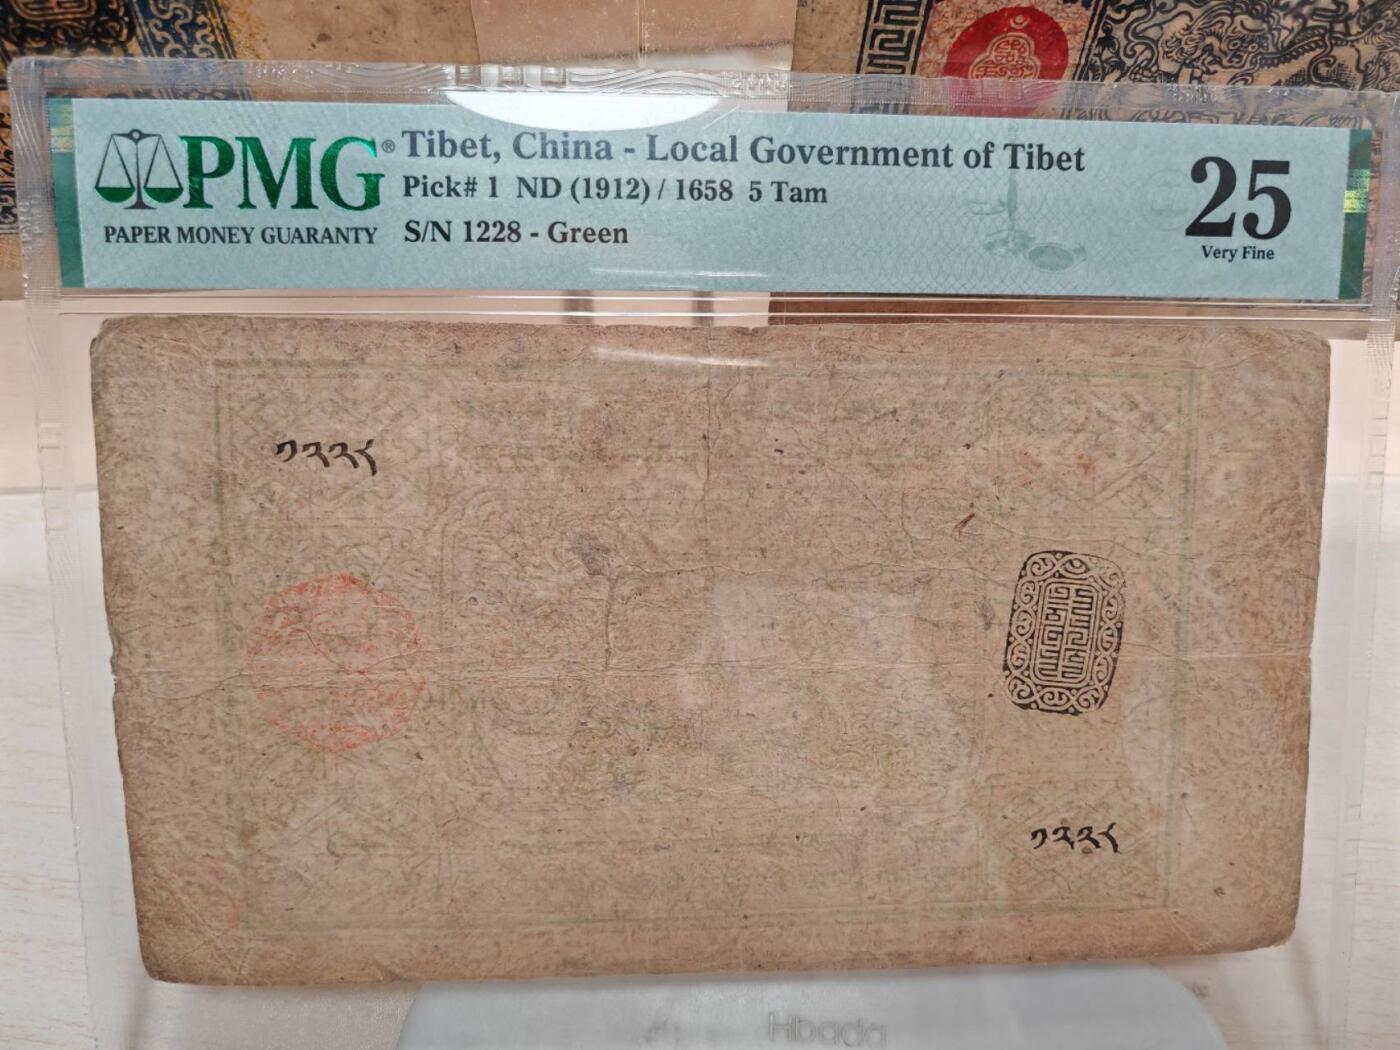 PMG®
PAPER MONEY GUARANTY
Tibet, China - Local Government of Tibet
Pick# 1 ND (1912) / 1658 5 Tam
S/N 1228 - Green
25
Very Fine
༡༢༢༨
༡༢༢༨